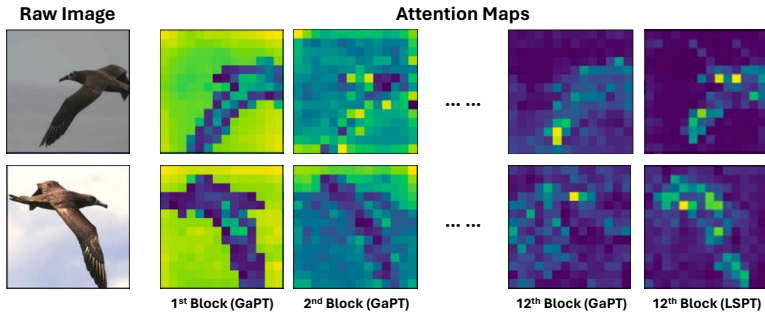 Raw Image
Attention Maps
... ...
... ...
1st Block (GaPT)
2nd Block (GaPT)
12th Block (GaPT)
12th Block (LSPT)